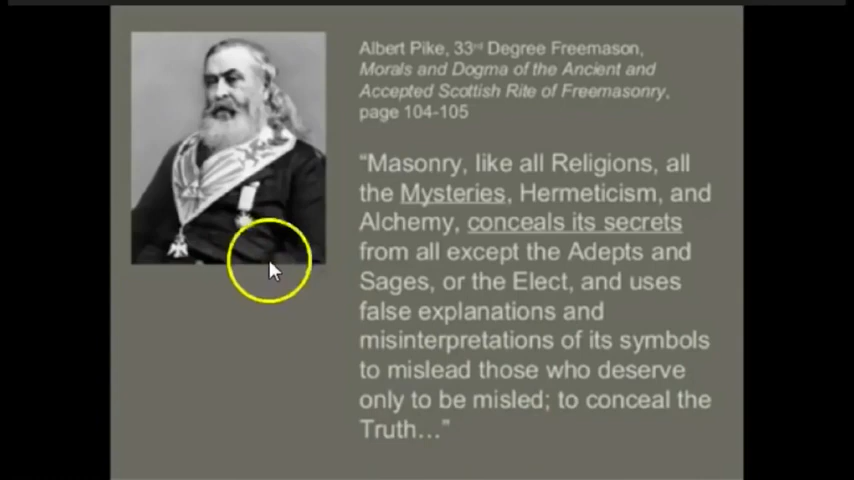 Albert Pike, 33rd Degree Freemason,
Morals and Dogma of the Ancient and
Accepted Scottish Rite of Freemasonry,
page 104-105
“Masonry, like all Religions, all
the Mysteries, Hermeticism, and
Alchemy, conceals its secrets
from all except the Adepts and
Sages, or the Elect, and uses
false explanations and
misinterpretations of its symbols
to mislead those who deserve
only to be misled; to conceal the
Truth…”